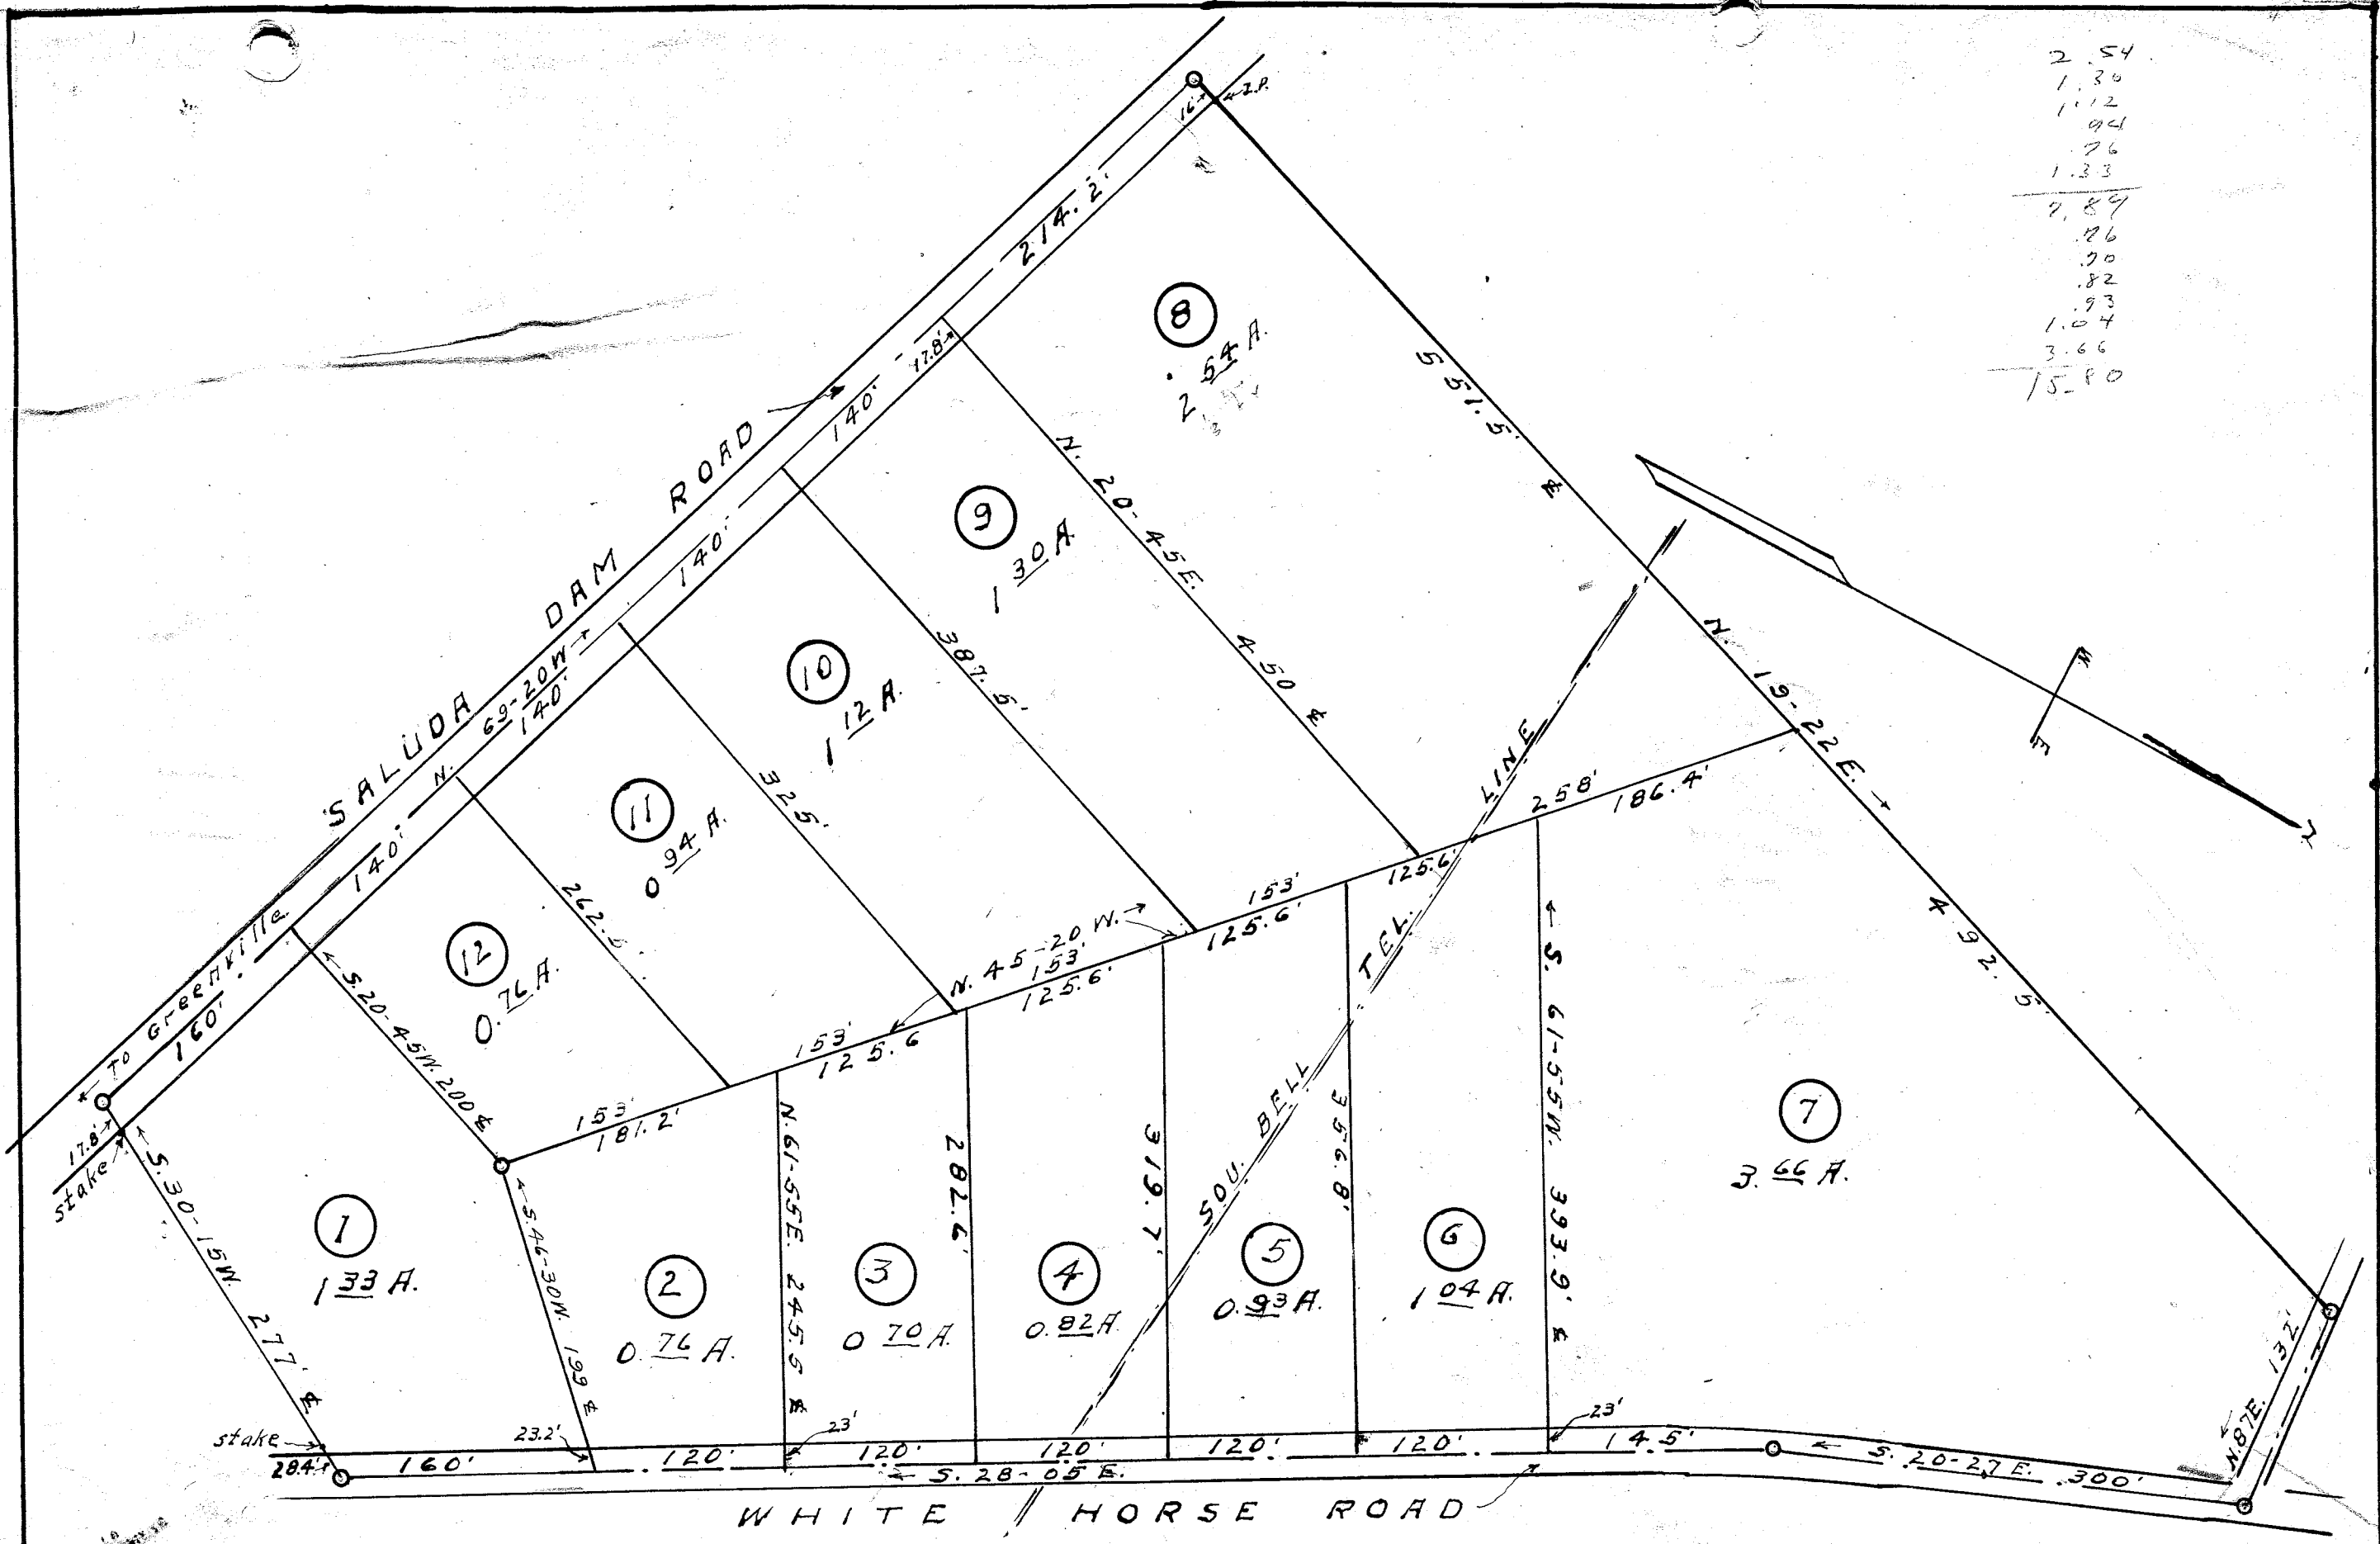 2.54
1.30
1.12
.94
.76
1.33
7.89
.76
.70
.82
.93
1.04
3.66
15.80
16'
I.P.
214.2'
17.8'
140'
140'
SALUDA DAM ROAD
N. 69-20W
140'
140'
← to Greenville
160'
17.8'
stake
8
2.54 A.
551.5'
N. 19-22 E. →
492.5'
N. 20-45E. 450
9
1 30 A.
387.5'
10
1 12 A.
325'
11
0 94 A.
262.5'
12
0.76 A.
←S.20-45W. 200
N
W
E
SOU. BELL TEL. LINE
258'
186.4'
125.6'
153'
125.6'
N. 45-20 W. →
153'
125.6'
153'
125.6
153'
181.2'
←S.30-15W. 277'
1
1 33 A.
←S.46-30W. 199
2
0.76 A.
N.61-55E. 245.5
3
0 70 A.
282.6'
4
0.82 A.
319.7'
5
0.93 A.
356.8'
6
1 04 A.
← S. 61-55W. 393.9'
7
3.66 A.
N.87E. 132'
stake
28.4'
160'
23.2'
120'
23'
120'
120'
120'
120'
23'
14.5'
← S. 28-05 E.
← S. 20-27 E. 300'
WHITE HORSE ROAD